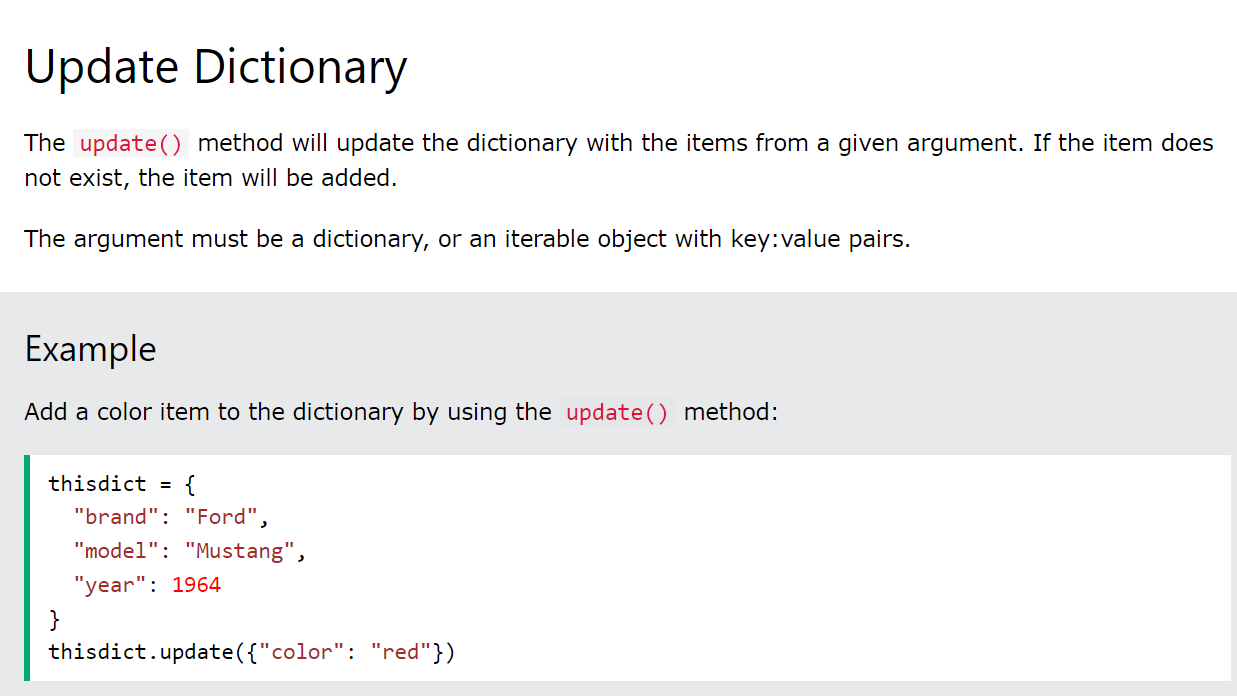 Update Dictionary
The update() method will update the dictionary with the items from a given argument. If the item does
not exist, the item will be added.
The argument must be a dictionary, or an iterable object with key:value pairs.
Example
Add a color item to the dictionary by using the update() method:
thisdict = {
  "brand": "Ford",
  "model": "Mustang",
  "year": 1964
}
thisdict.update({"color": "red"})